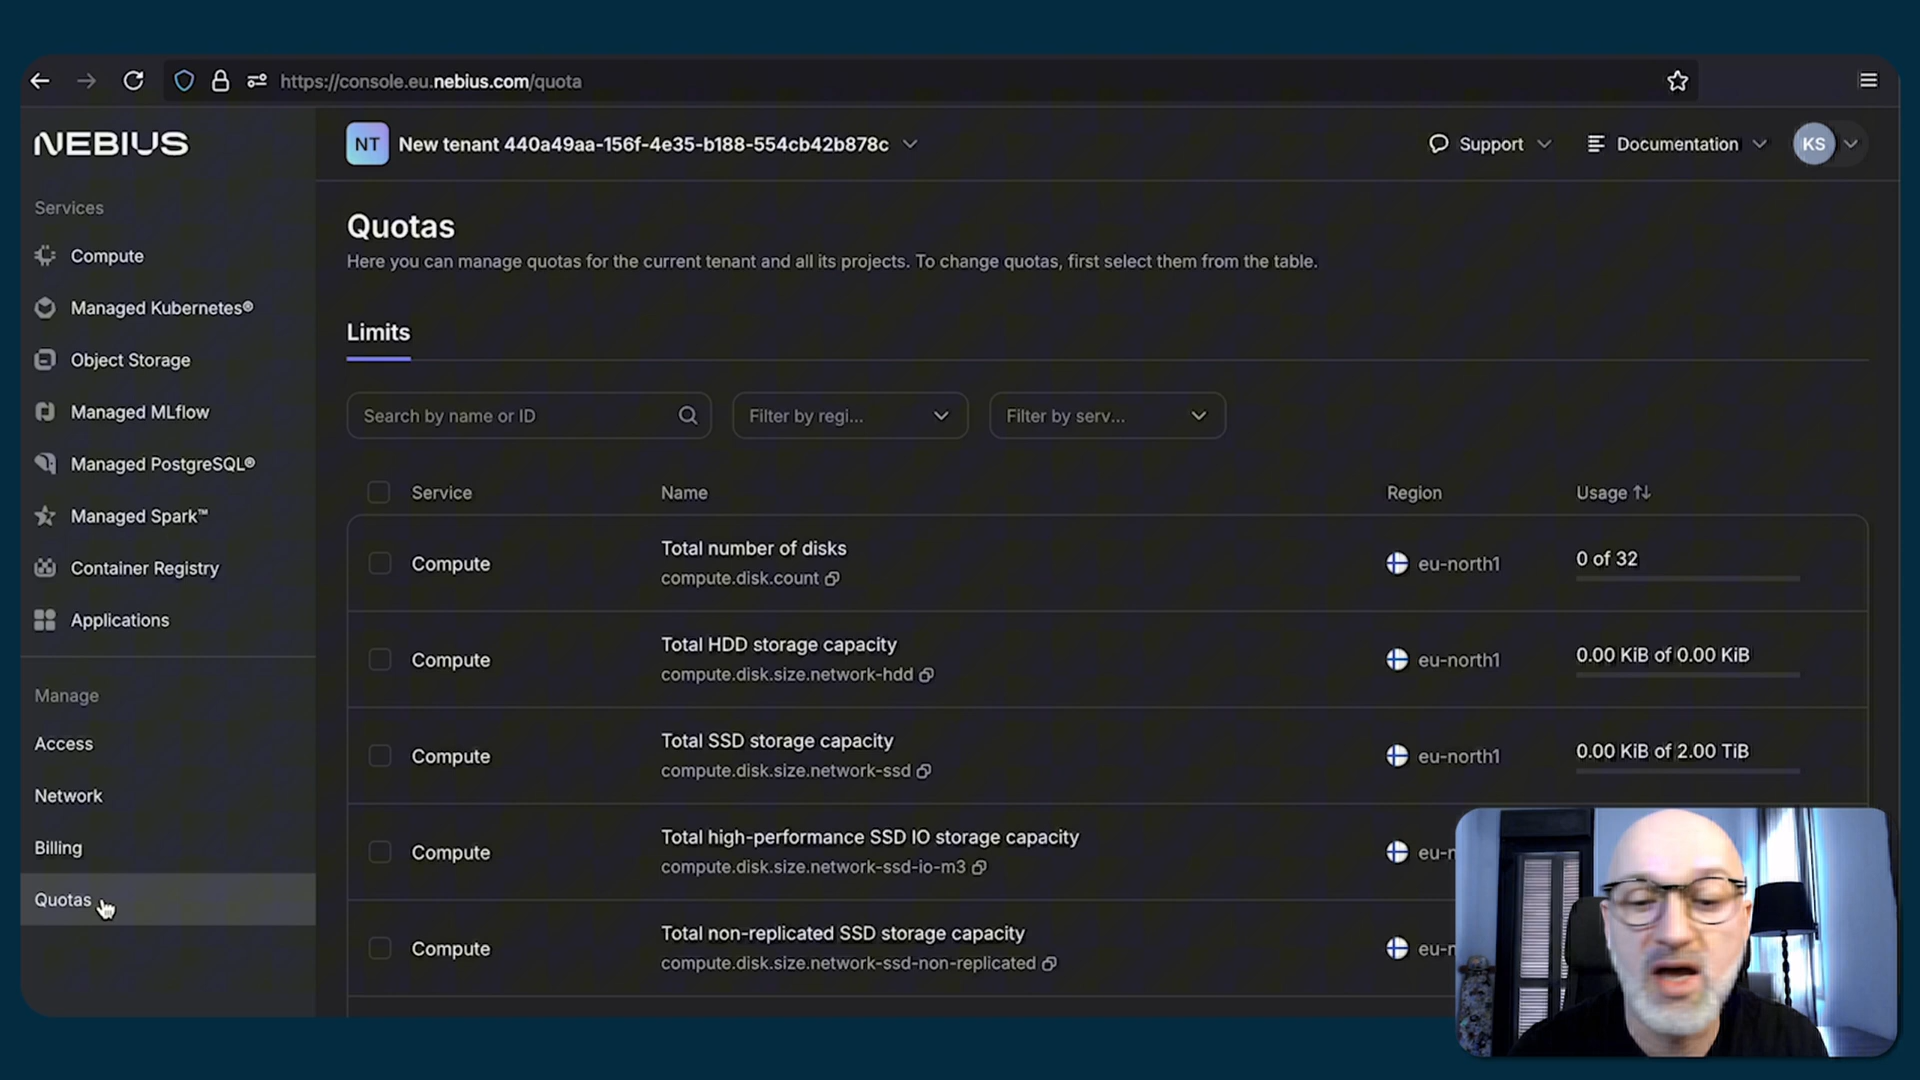 https://console.eu.nebius.com/quota
NEBIUS
NT New tenant 440a49aa-156f-4e35-b188-554cb42b878c
Support
Documentation
KS
Services
Compute
Managed Kubernetes®
Object Storage
Managed MLflow
Managed PostgreSQL®
Managed Spark™
Container Registry
Applications
Manage
Access
Network
Billing
Quotas
Quotas
Here you can manage quotas for the current tenant and all its projects. To change quotas, first select them from the table.
Limits
Search by name or ID
Filter by regi...
Filter by serv...
Service Name Region Usage
Compute Total number of disks eu-north1 0 of 32
compute.disk.count
Compute Total HDD storage capacity eu-north1 0.00 KiB of 0.00 KiB
compute.disk.size.network-hdd
Compute Total SSD storage capacity eu-north1 0.00 KiB of 2.00 TiB
compute.disk.size.network-ssd
Compute Total high-performance SSD IO storage capacity eu-n
compute.disk.size.network-ssd-io-m3
Compute Total non-replicated SSD storage capacity eu-n
compute.disk.size.network-ssd-non-replicated